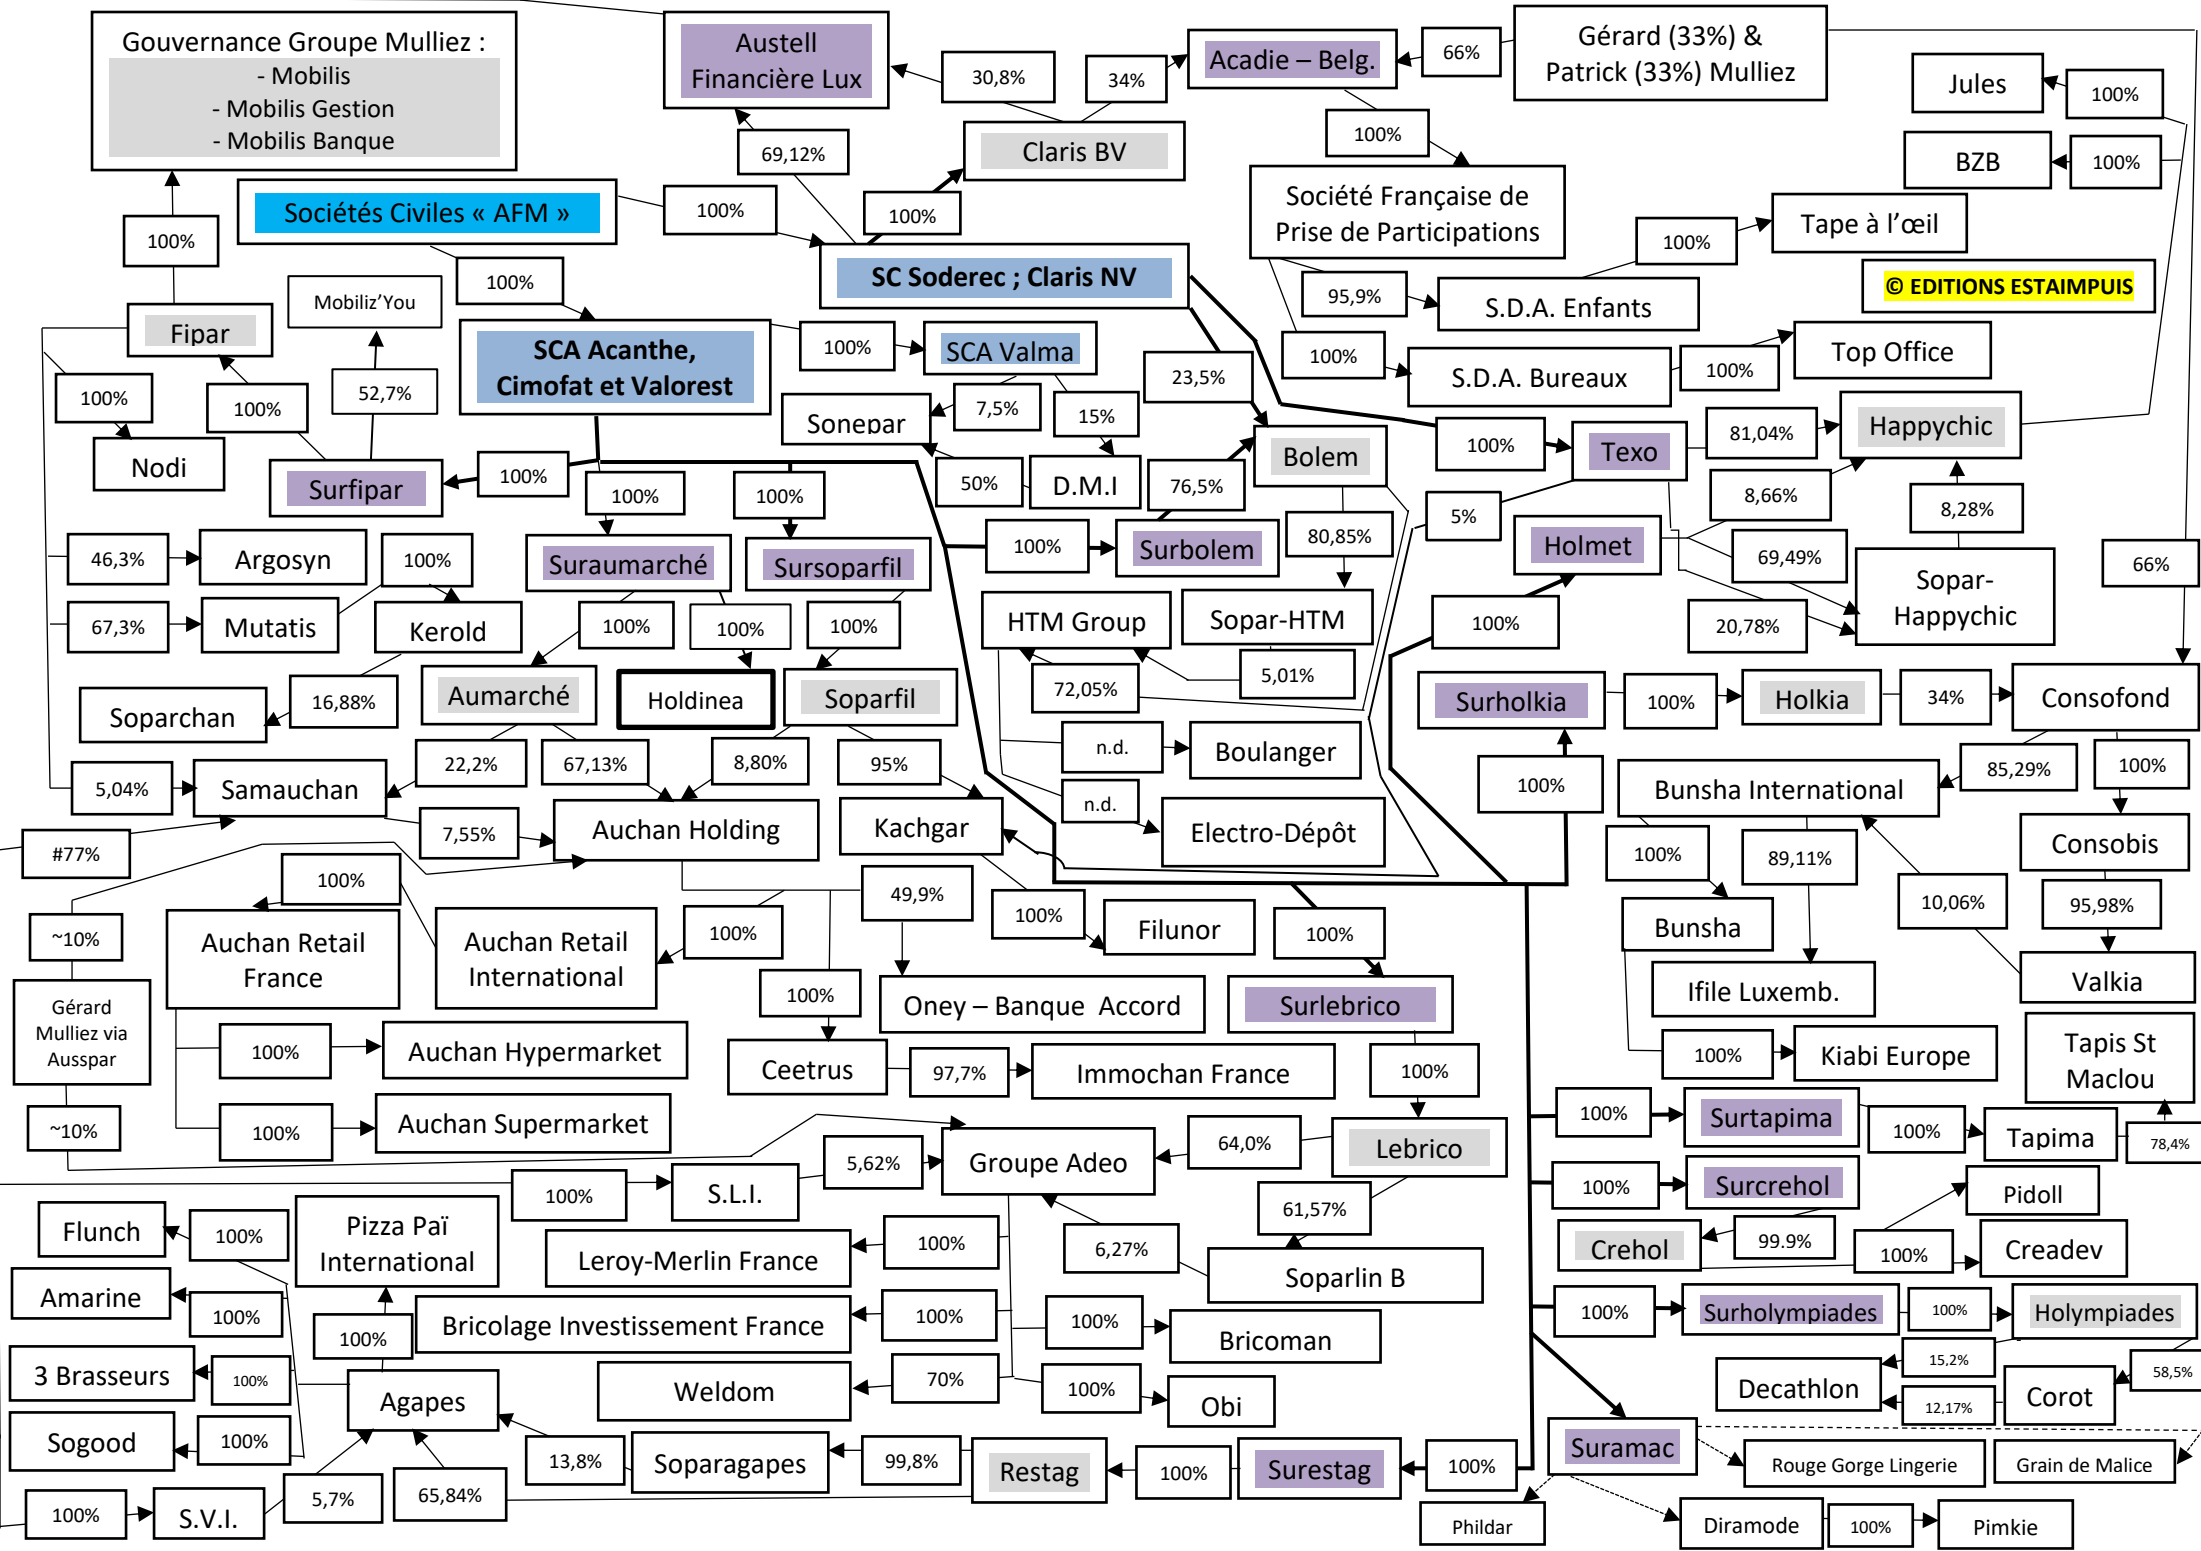 Gouvernance Groupe Mulliez :
- Mobilis
- Mobilis Gestion
- Mobilis Banque
Austell
Financière Lux
30,8%
34%
Acadie – Belg.
66%
Gérard (33%) &
Patrick (33%) Mulliez
Jules
100%
69,12%
Claris BV
100%
BZB
100%
Sociétés Civiles « AFM »
100%
100%
Société Française de
Prise de Participations
100%
Tape à l’œil
100%
SC Soderec ; Claris NV
© EDITIONS ESTAIMPUIS
Mobiliz’You
100%
95,9%
S.D.A. Enfants
Fipar
SCA Acanthe,
Cimofat et Valorest
100%
SCA Valma
23,5%
100%
S.D.A. Bureaux
100%
Top Office
100%
100%
52,7%
7,5%
15%
Sonepar
Nodi
Surfipar
100%
100%
100%
50%
D.M.I
76,5%
Bolem
100%
Texo
81,04%
Happychic
8,66%
8,28%
5%
46,3%
Argosyn
100%
Suraumarché
Sursoparfil
100%
Surbolem
80,85%
Holmet
69,49%
Sopar-
Happychic
66%
67,3%
Mutatis
Kerold
100%
100%
100%
HTM Group
Sopar-HTM
100%
20,78%
Soparchan
16,88%
Aumarché
Holdinea
Soparfil
72,05%
5,01%
Surholkia
100%
Holkia
34%
Consofond
5,04%
Samauchan
22,2%
67,13%
8,80%
95%
n.d.
Boulanger
100%
Bunsha International
85,29%
100%
#77%
7,55%
Auchan Holding
Kachgar
n.d.
Electro-Dépôt
100%
89,11%
Consobis
100%
49,9%
10,06%
95,98%
~10%
Auchan Retail
France
Auchan Retail
International
100%
100%
Filunor
100%
Bunsha
Gérard
Mulliez via
Ausspar
100%
Oney – Banque Accord
Surlebrico
Ifile Luxemb.
Valkia
100%
Auchan Hypermarket
Ceetrus
97,7%
Immochan France
100%
100%
Kiabi Europe
Tapis St
Maclou
~10%
100%
Auchan Supermarket
100%
Surtapima
100%
Tapima
78,4%
5,62%
Groupe Adeo
64,0%
Lebrico
100%
S.L.I.
100%
Surcrehol
Pidoll
Flunch
100%
Pizza Paï
International
61,57%
Leroy-Merlin France
100%
6,27%
Soparlin B
Crehol
99.9%
100%
Creadev
Amarine
100%
100%
Bricolage Investissement France
100%
100%
Bricoman
100%
Surholympiades
100%
Holympiades
3 Brasseurs
100%
Agapes
Weldom
70%
100%
Obi
Decathlon
15,2%
12,17%
58,5%
Corot
Sogood
100%
13,8%
Soparagapes
99,8%
Restag
100%
Surestag
100%
Suramac
Rouge Gorge Lingerie
Grain de Malice
100%
S.V.I.
5,7%
65,84%
Phildar
Diramode
100%
Pimkie